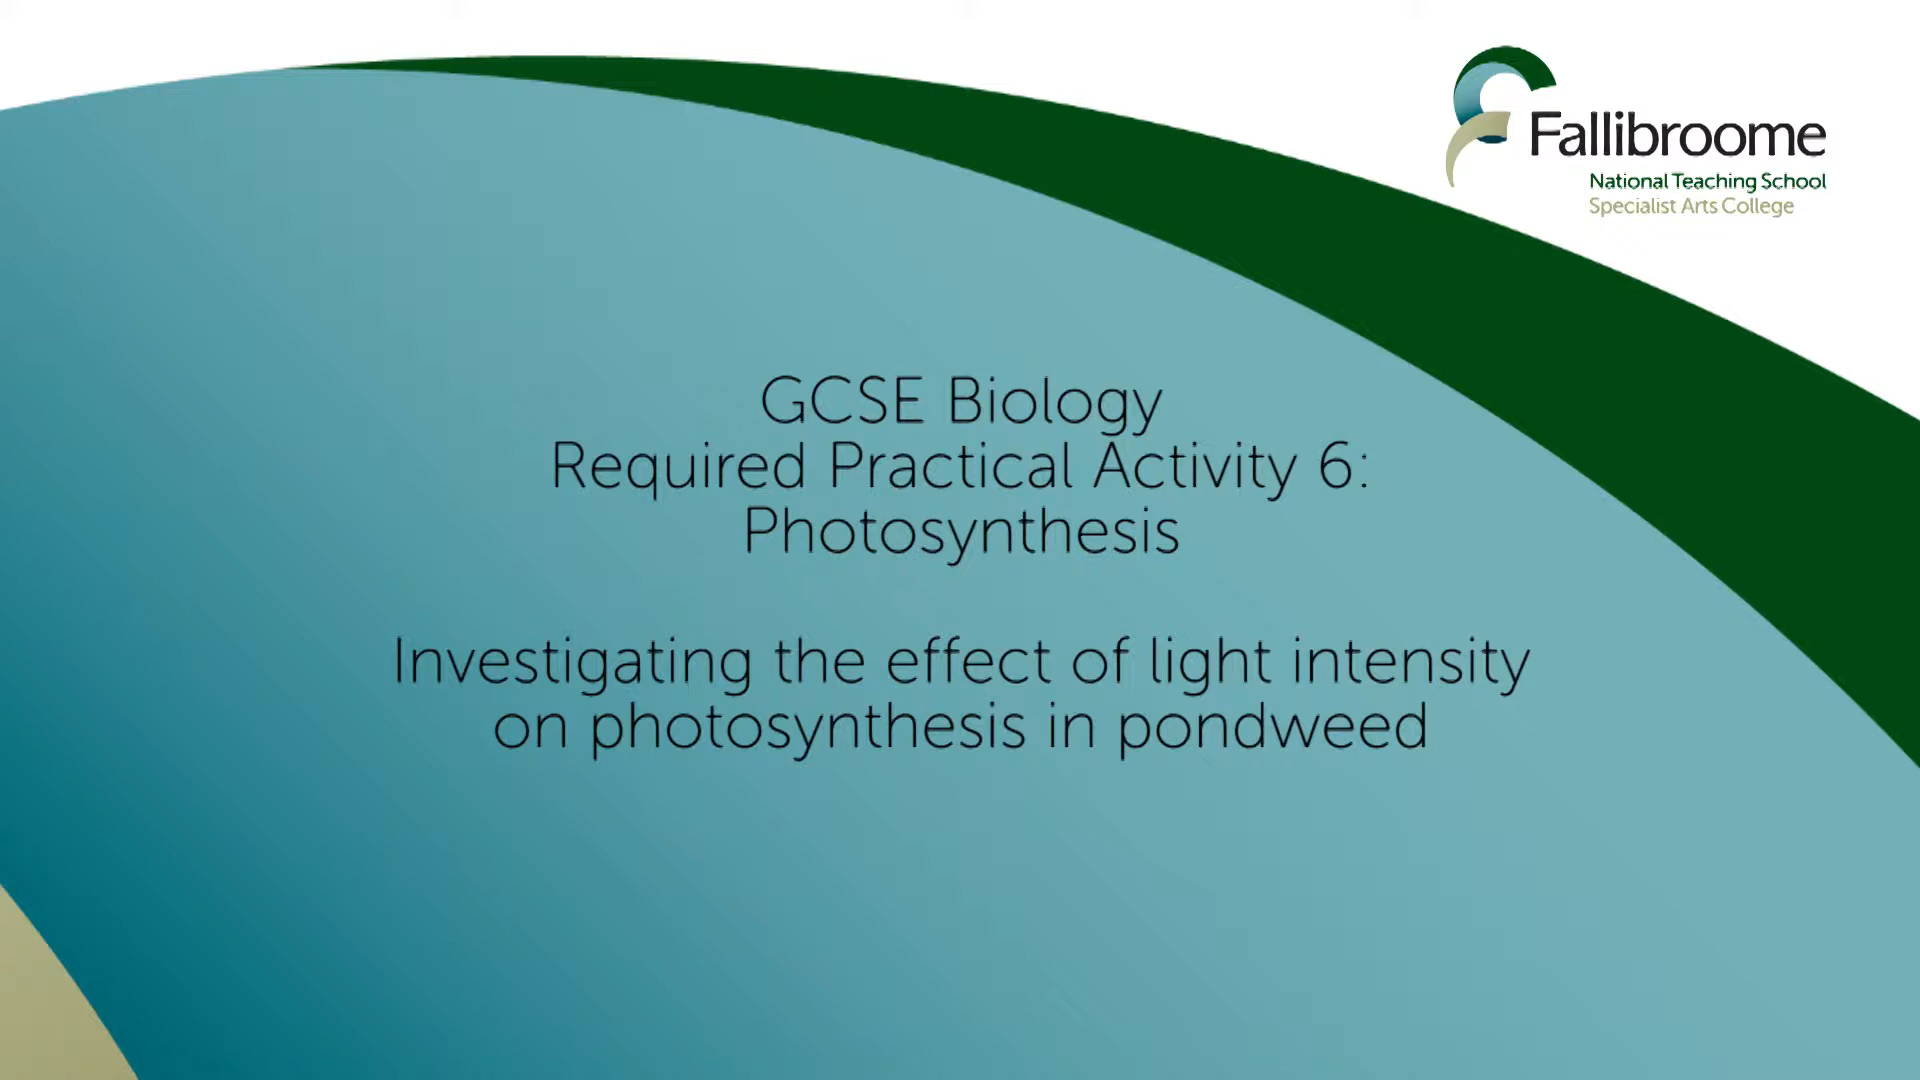 Fallibroome
National Teaching School
Specialist Arts College
GCSE Biology
Required Practical Activity 6:
Photosynthesis
Investigating the effect of light intensity
on photosynthesis in pondweed